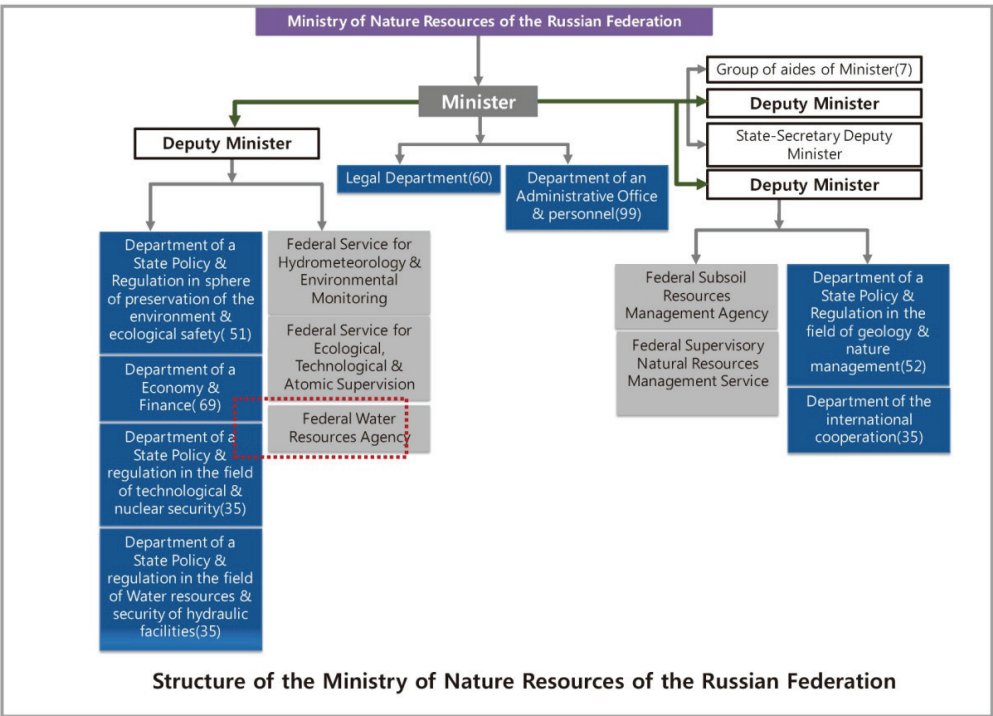 Ministry of Nature Resources of the Russian Federation
Minister
Group of aides of Minister(7)
Deputy Minister
State-Secretary Deputy
Minister
Deputy Minister
Deputy Minister
Legal Department(60)
Department of an
Administrative Office
& personnel(99)
Department of a
State Policy &
Regulation in sphere
of preservation of the
environment &
ecological safety( 51)
Department of a
Economy &
Finance( 69)
Department of a
State Policy &
regulation in the field
of technological &
nuclear security(35)
Department of a
State Policy &
regulation in the field
of Water resources &
security of hydraulic
facilities(35)
Federal Service for
Hydrometeorology &
Environmental
Monitoring
Federal Service for
Ecological,
Technological &
Atomic Supervision
Federal Water
Resources Agency
Federal Subsoil
Resources
Management Agency
Federal Supervisory
Natural Resources
Management Service
Department of a
State Policy &
Regulation in the
field of geology &
nature
management(52)
Department of the
international
cooperation(35)
Structure of the Ministry of Nature Resources of the Russian Federation